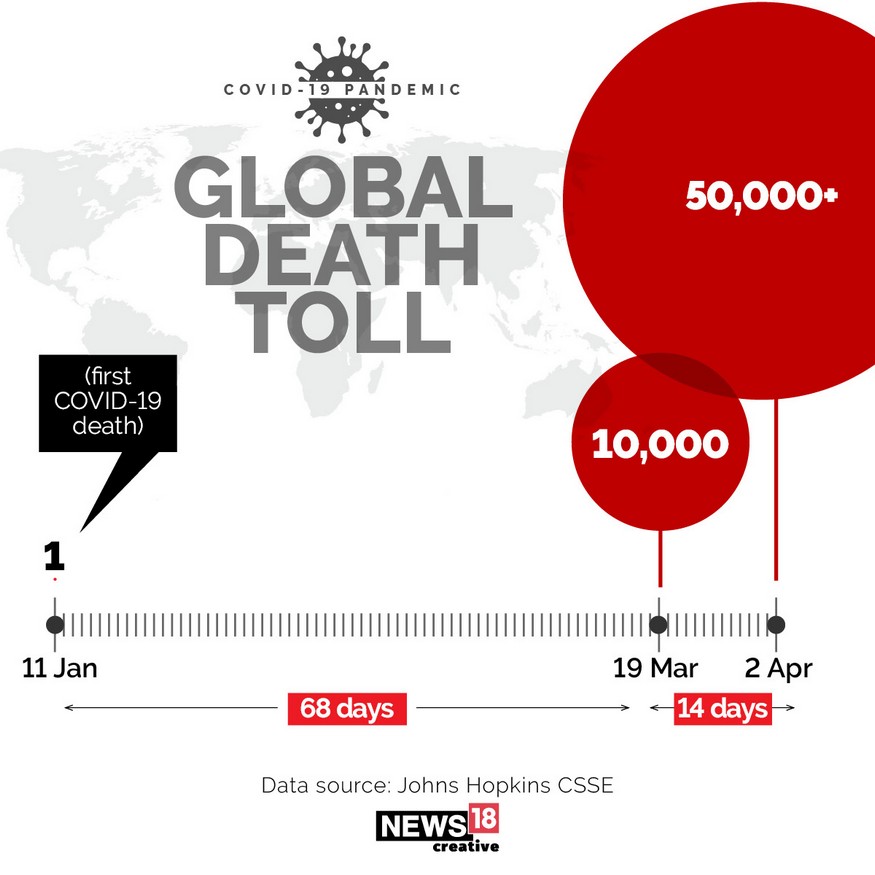 COVID-19 PANDEMIC
GLOBAL
DEATH
TOLL
50,000+
10,000
(first
COVID-19
death)
1
11 Jan
19 Mar
2 Apr
68 days
14 days
Data source: Johns Hopkins CSSE
NEWS18
creative